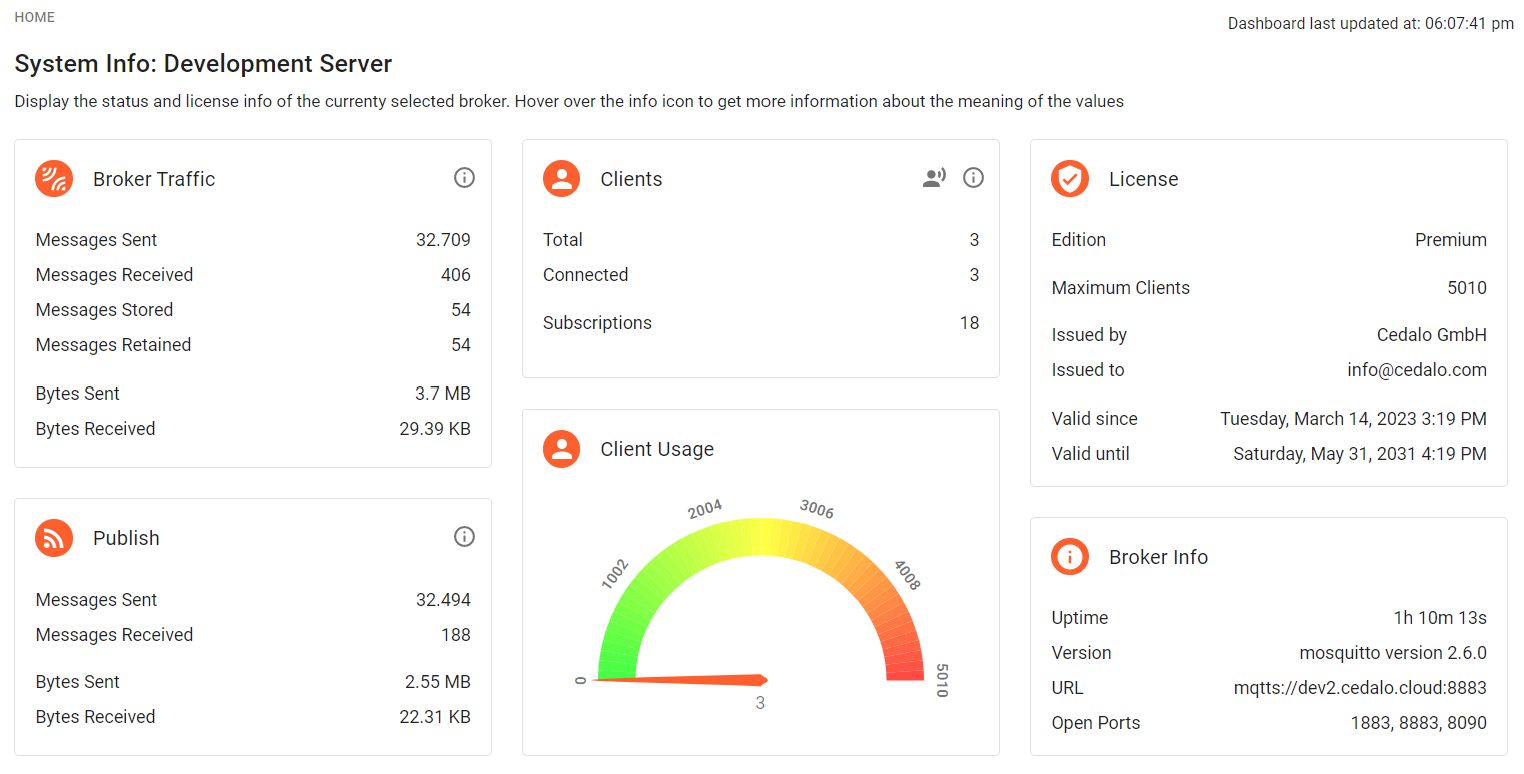 HOME
Dashboard last updated at: 06:07:41 pm
System Info: Development Server
Display the status and license info of the currenty selected broker. Hover over the info icon to get more information about the meaning of the values
Broker Traffic
Messages Sent 32.709
Messages Received 406
Messages Stored 54
Messages Retained 54
Bytes Sent 3.7 MB
Bytes Received 29.39 KB
Publish
Messages Sent 32.494
Messages Received 188
Bytes Sent 2.55 MB
Bytes Received 22.31 KB
Clients
Total 3
Connected 3
Subscriptions 18
Client Usage
0
1002
2004
3006
4008
5010
3
License
Edition Premium
Maximum Clients 5010
Issued by Cedalo GmbH
Issued to info@cedalo.com
Valid since Tuesday, March 14, 2023 3:19 PM
Valid until Saturday, May 31, 2031 4:19 PM
Broker Info
Uptime 1h 10m 13s
Version mosquitto version 2.6.0
URL mqtts://dev2.cedalo.cloud:8883
Open Ports 1883, 8883, 8090